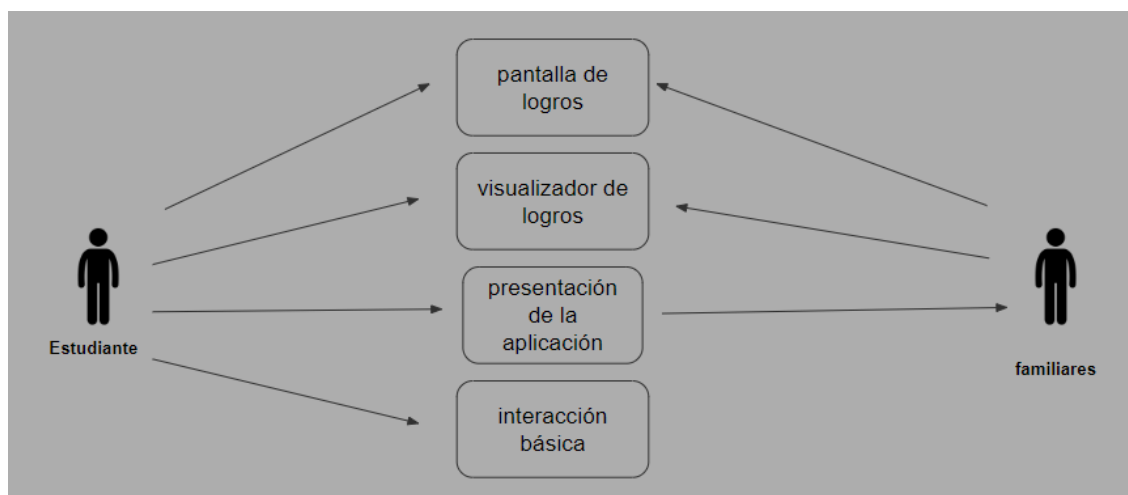 pantalla de
logros
visualizador de
logros
presentación
de la
aplicación
Estudiante
familiares
interacción
básica